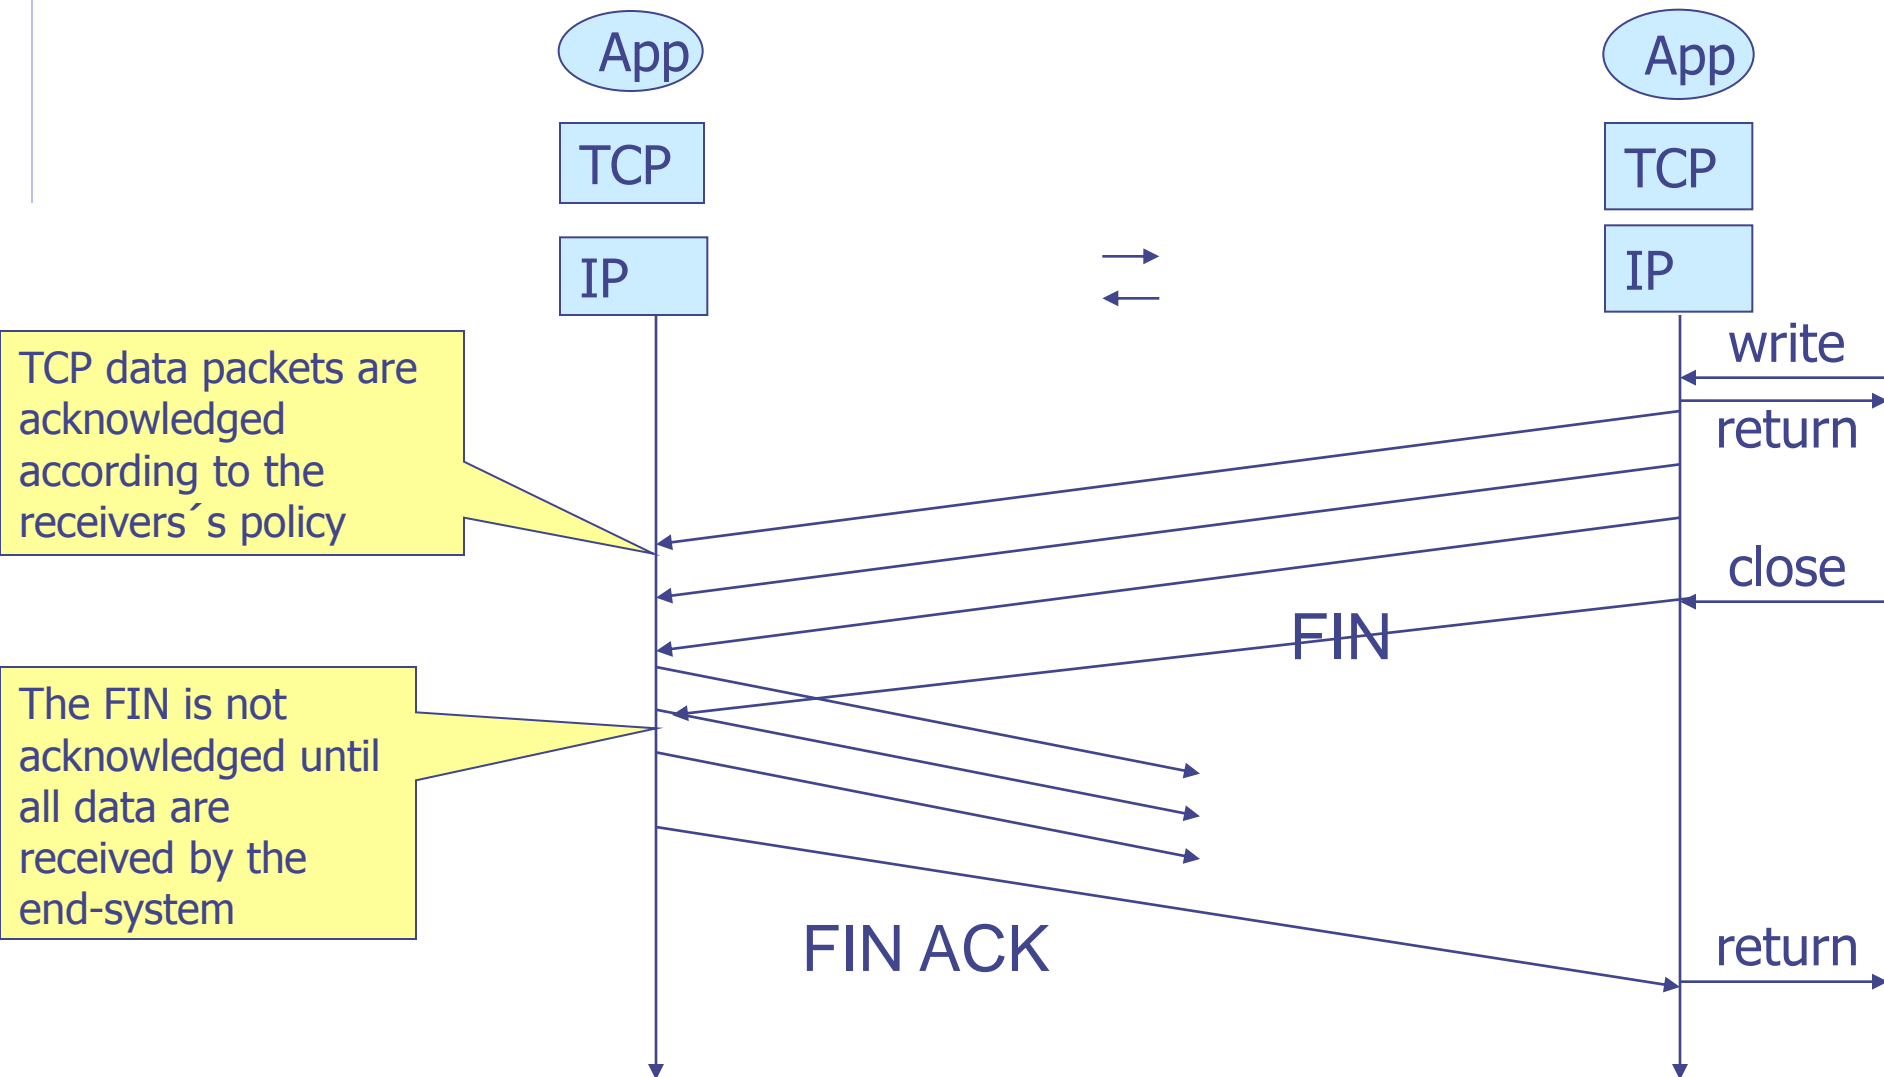 App
App
TCP
TCP
IP
IP
write
TCP data packets are
acknowledged
according to the
receivers´s policy
return
close
FIN
The FIN is not
acknowledged until
all data are
received by the
end-system
FIN ACK
return